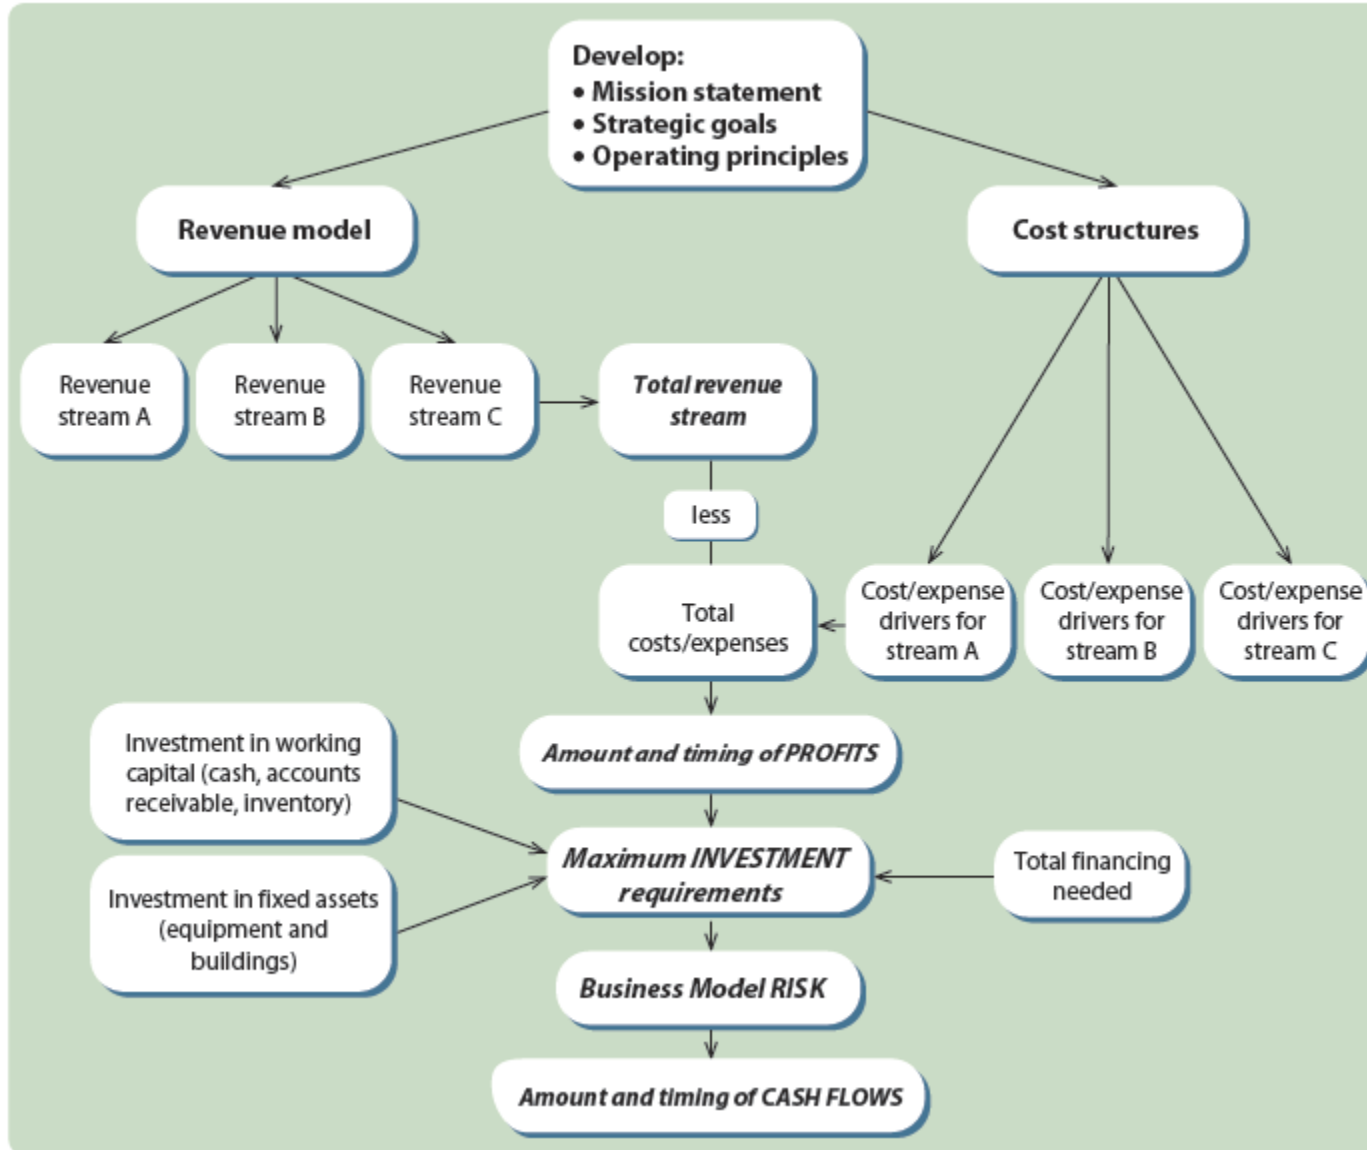 Develop:
• Mission statement
• Strategic goals
• Operating principles
Revenue model
Cost structures
Revenue
stream A
Revenue
stream B
Revenue
stream C
Total revenue
stream
less
Total
costs/expenses
Cost/expense
drivers for
stream A
Cost/expense
drivers for
stream B
Cost/expense
drivers for
stream C
Amount and timing of PROFITS
Investment in working
capital (cash, accounts
receivable, inventory)
Investment in fixed assets
(equipment and
buildings)
Maximum INVESTMENT
requirements
Total financing
needed
Business Model RISK
Amount and timing of CASH FLOWS